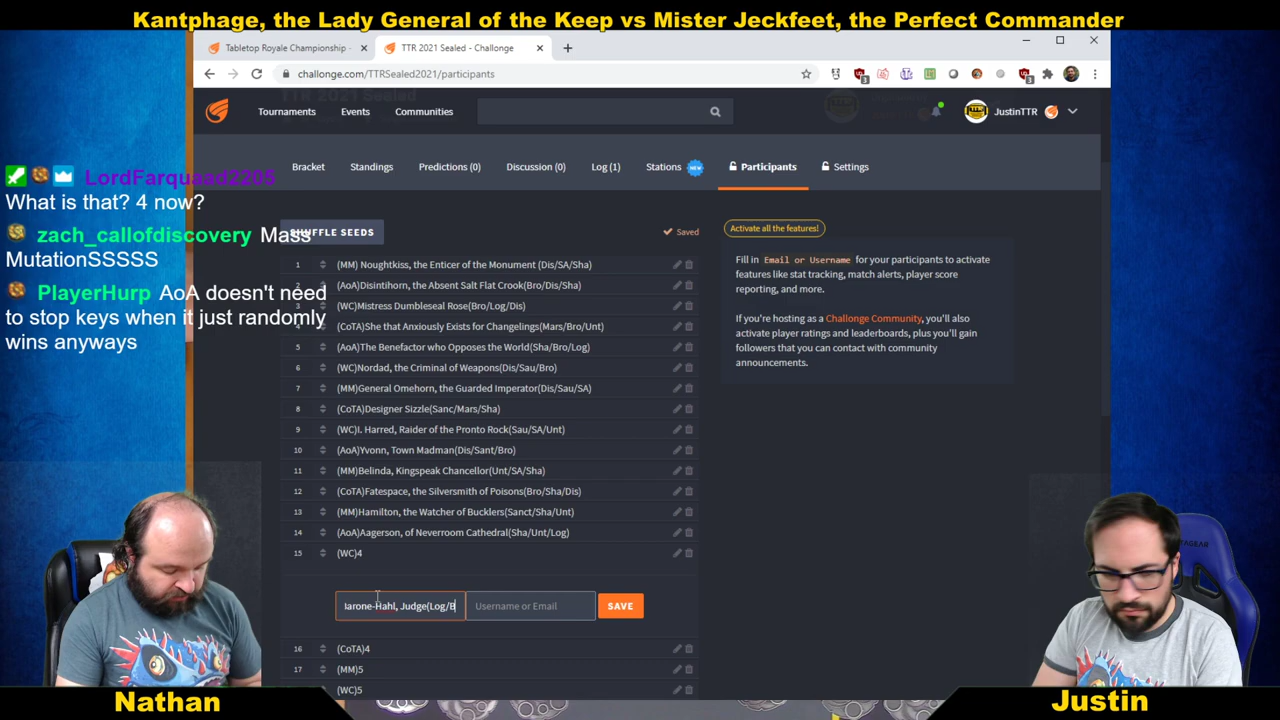 Kantphage, the Lady General of the Keep vs Mister Jeckfeet, the Perfect Commander
Tabletop Royale Championship -
TTR 2021 Sealed - Challonge
challonge.com/TTRSealed2021/participants
TTR 2021 Sealed
Tournaments Events Communities
JustinTTR
Bracket Standings Predictions (0) Discussion (0) Log (1) Stations NEW Participants Settings
LordFarquaad2205
What is that? 4 now?
zach_callofdiscovery Mass
MutationSSSSS
PlayerHurp AoA doesn't need
to stop keys when it just randomly
wins anyways
SHUFFLE SEEDS
Saved
1 (MM) Noughtkiss, the Enticer of the Monument (Dis/SA/Sha)
2 (AoA)Disintihorn, the Absent Salt Flat Crook(Bro/Dis/Sha)
3 (WC)Mistress Dumbleseal Rose(Bro/Log/Dis)
4 (CoTA)She that Anxiously Exists for Changelings(Mars/Bro/Unt)
5 (AoA)The Benefactor who Opposes the World(Sha/Bro/Log)
6 (WC)Nordad, the Criminal of Weapons(Dis/Sau/Bro)
7 (MM)General Omehorn, the Guarded Imperator(Dis/Sau/SA)
8 (CoTA)Designer Sizzle(Sanc/Mars/Sha)
9 (WC)I. Harred, Raider of the Pronto Rock(Sau/SA/Unt)
10 (AoA)Yvonn, Town Madman(Dis/Sant/Bro)
11 (MM)Belinda, Kingspeak Chancellor(Unt/SA/Sha)
12 (CoTA)Fatespace, the Silversmith of Poisons(Bro/Sha/Dis)
13 (MM)Hamilton, the Watcher of Bucklers(Sanct/Sha/Unt)
14 (AoA)Aagerson, of Neverroom Cathedral(Sha/Unt/Log)
15 (WC)4
larone-Hahl, Judge(Log/B
Username or Email
SAVE
16 (CoTA)4
17 (MM)5
(WC)5
Activate all the features!
Fill in Email or Username for your participants to activate
features like stat tracking, match alerts, player score
reporting, and more.
If you're hosting as a Challonge Community, you'll also
activate player ratings and leaderboards, plus you'll gain
followers that you can contact with community
announcements.
Nathan
Justin